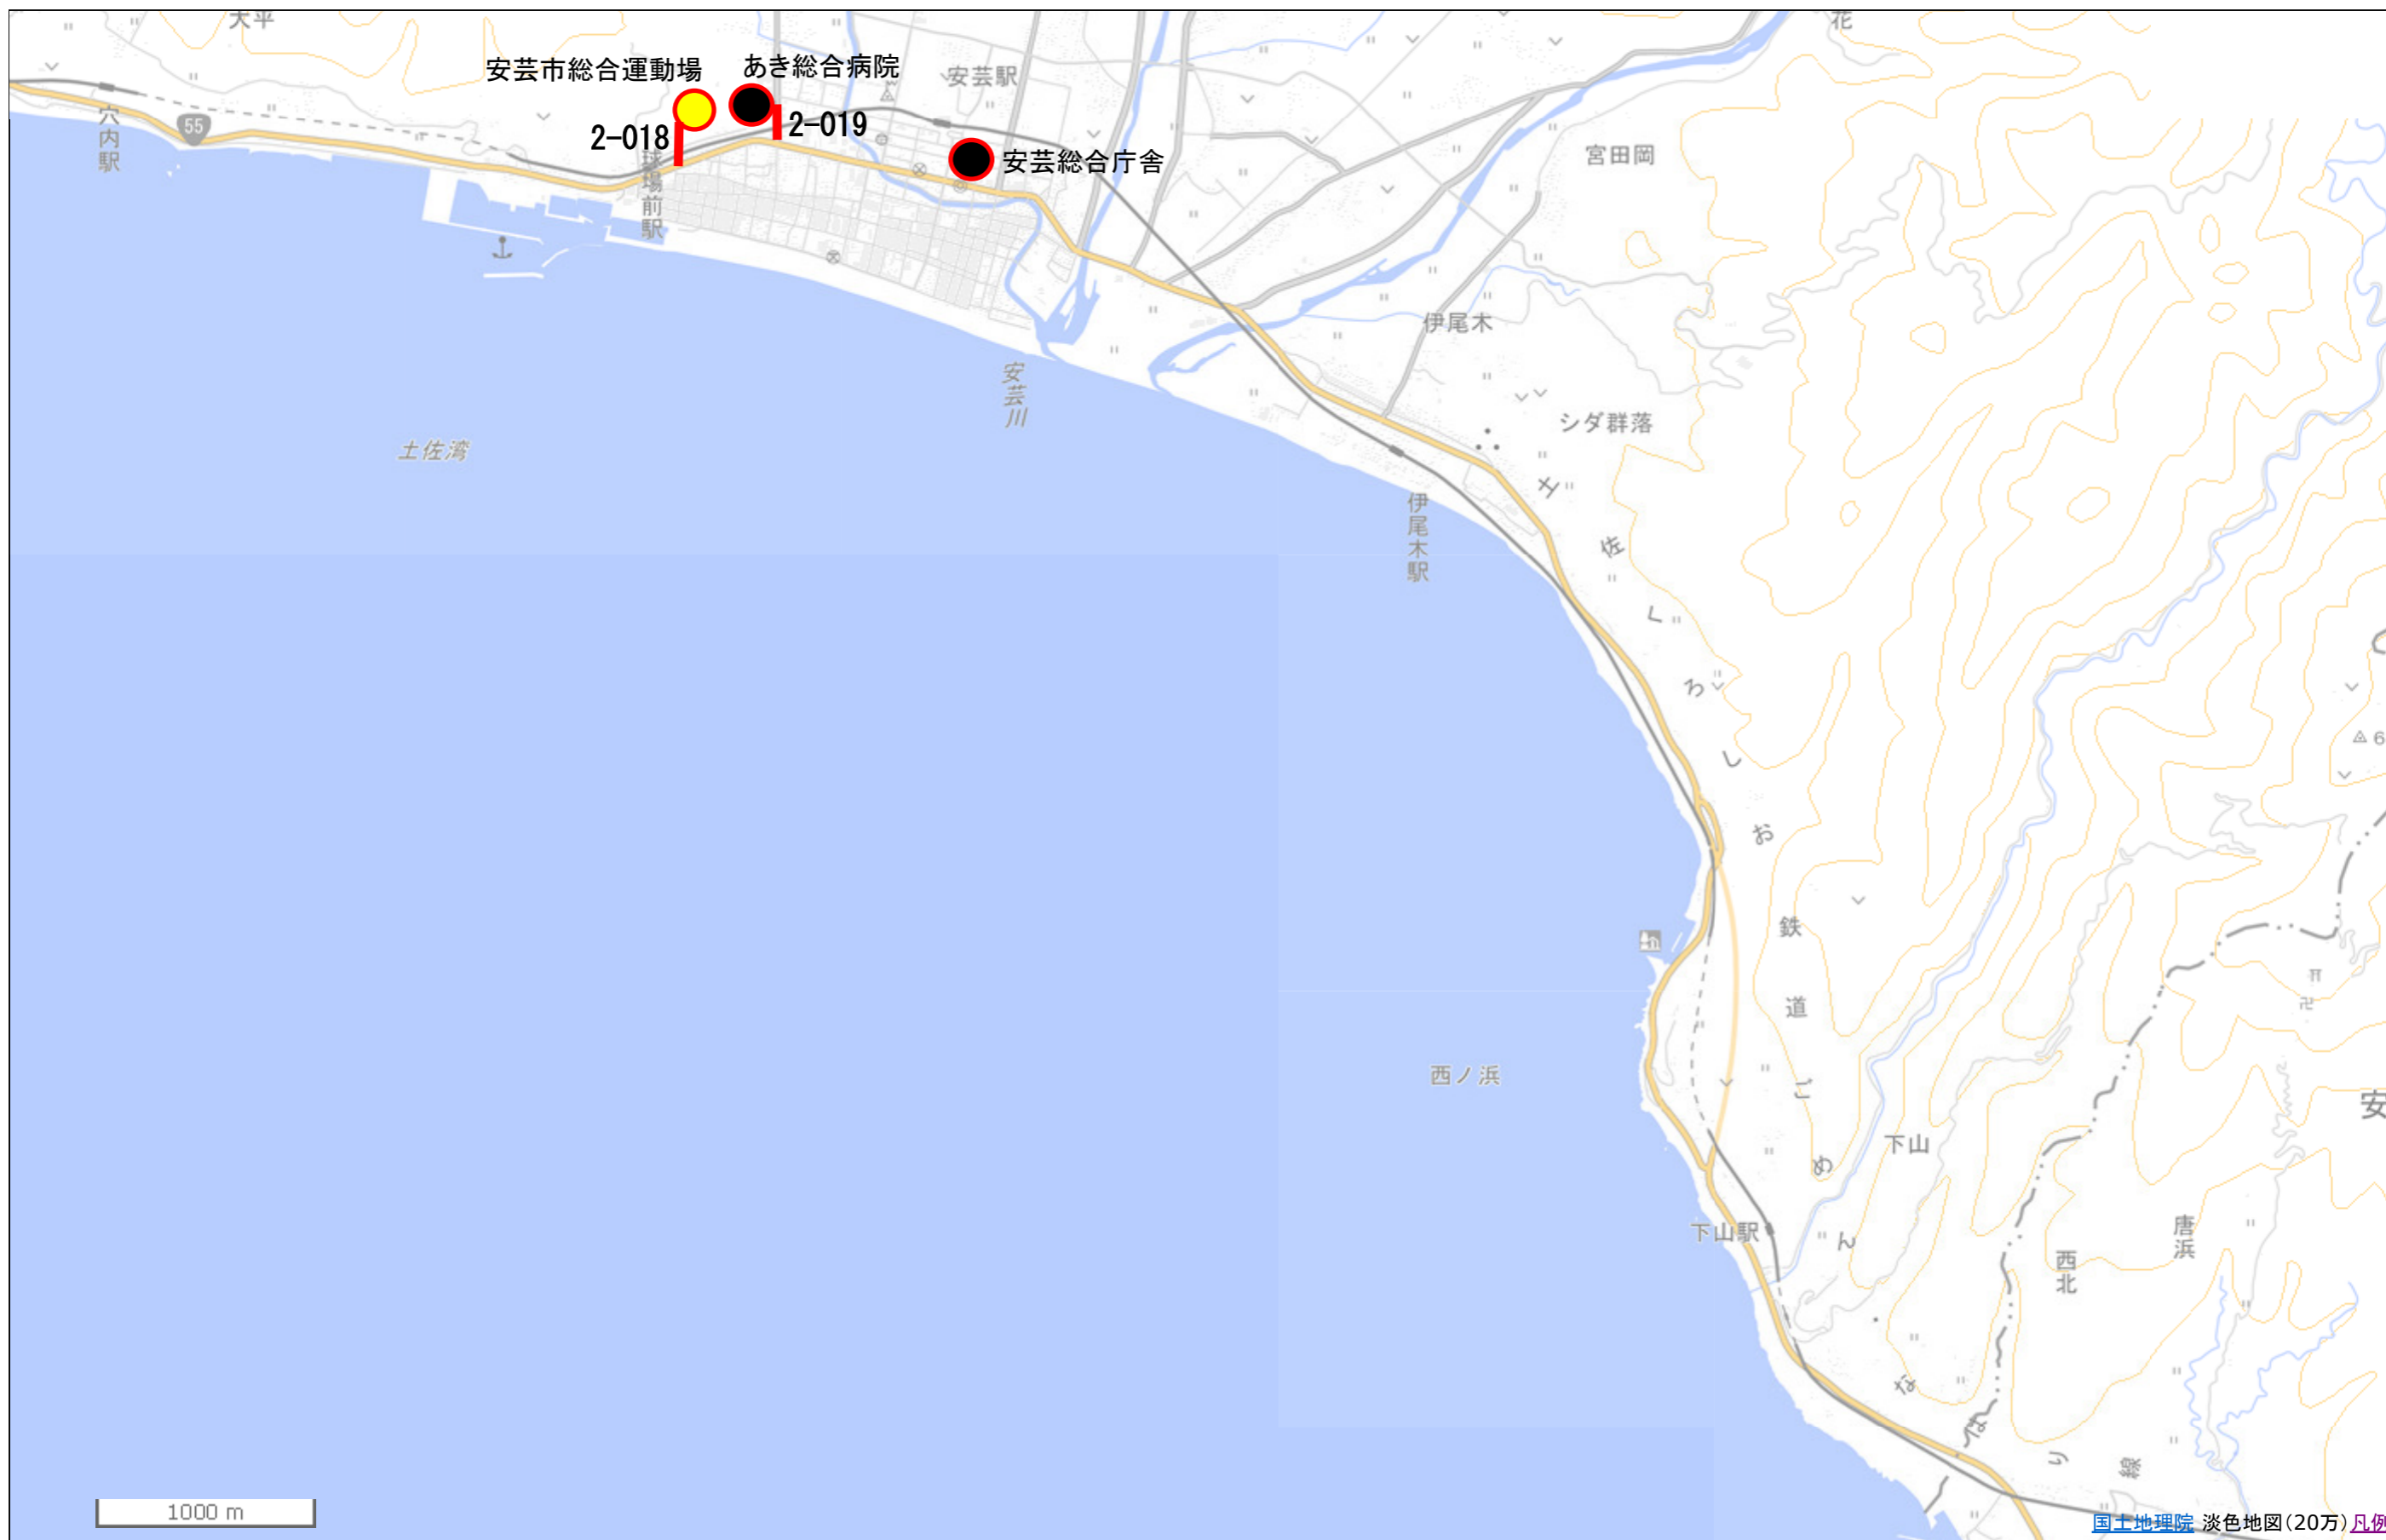 大平
花
安芸市総合運動場
あき総合病院
安芸駅
穴内駅
55
2-018
2-019
球場前駅
安芸総合庁舎
宮田岡
伊尾木
安芸川
シダ群落
土佐湾
伊尾木駅
土佐くろしお鉄道ごめん・なはり線
6
西ノ浜
安
下山
下山駅
唐浜
西北
1000 m
国土地理院 淡色地図(20万)凡例